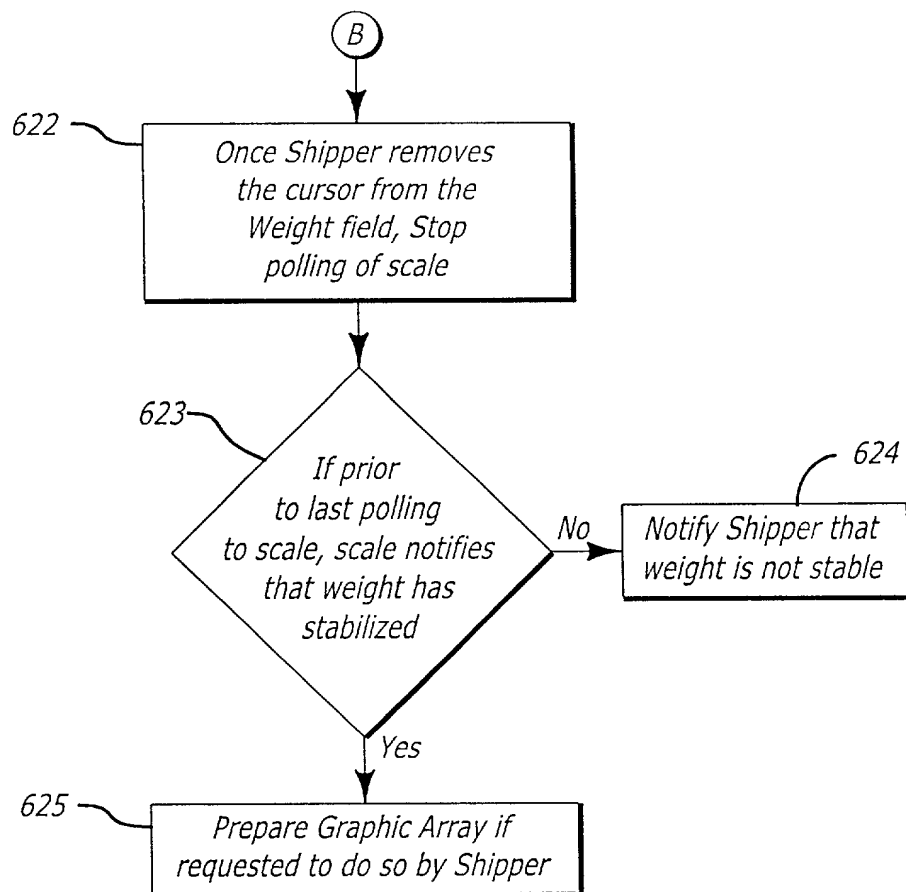 B
622
Once Shipper removes
the cursor from the
Weight field, Stop
polling of scale
623
If prior
to last polling
to scale, scale notifies
that weight has
stabilized
No
624
Notify Shipper that
weight is not stable
Yes
625
Prepare Graphic Array if
requested to do so by Shipper